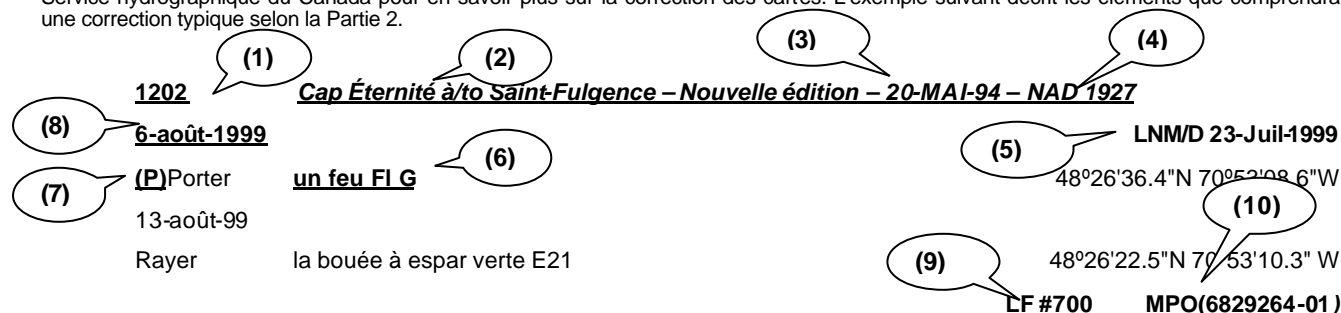 Service hydrographique du Canada pour en savoir plus sur la correction des cartes. L'exemple suivant décrit les éléments que comprendra
une correction typique selon la Partie 2.
(1) (2) (3) (4)
1202 Cap Éternité à/to Saint-Fulgence – Nouvelle édition – 20-MAI-94 – NAD 1927
(8) 6-août-1999 (5) LNM/D 23-Juil-1999
(7) (P)Porter un feu Fl G (6) 48º26'36.4"N 70º53'08.6"W
13-août-99 (10)
Rayer la bouée à espar verte E21 (9) 48º26'22.5"N 70º53'10.3" W
LF #700 MPO(6829264-01)